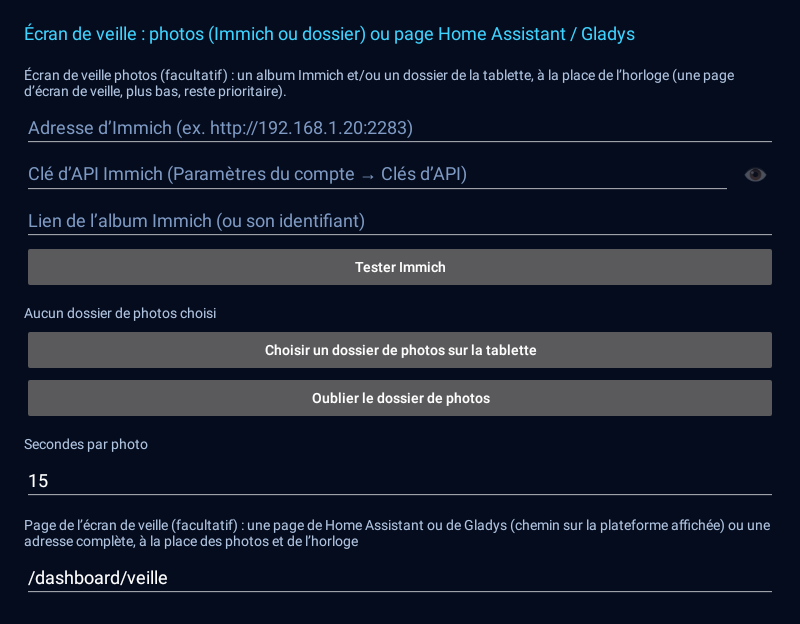 Écran de veille : photos (Immich ou dossier) ou page Home Assistant / Gladys
Écran de veille photos (facultatif) : un album Immich et/ou un dossier de la tablette, à la place de l’horloge (une page
d’écran de veille, plus bas, reste prioritaire).
Adresse d’Immich (ex. http://192.168.1.20:2283)
Clé d’API Immich (Paramètres du compte → Clés d’API)
Lien de l’album Immich (ou son identifiant)
Tester Immich
Aucun dossier de photos choisi
Choisir un dossier de photos sur la tablette
Oublier le dossier de photos
Secondes par photo
15
Page de l’écran de veille (facultatif) : une page de Home Assistant ou de Gladys (chemin sur la plateforme affichée) ou une
adresse complète, à la place des photos et de l’horloge
/dashboard/veille